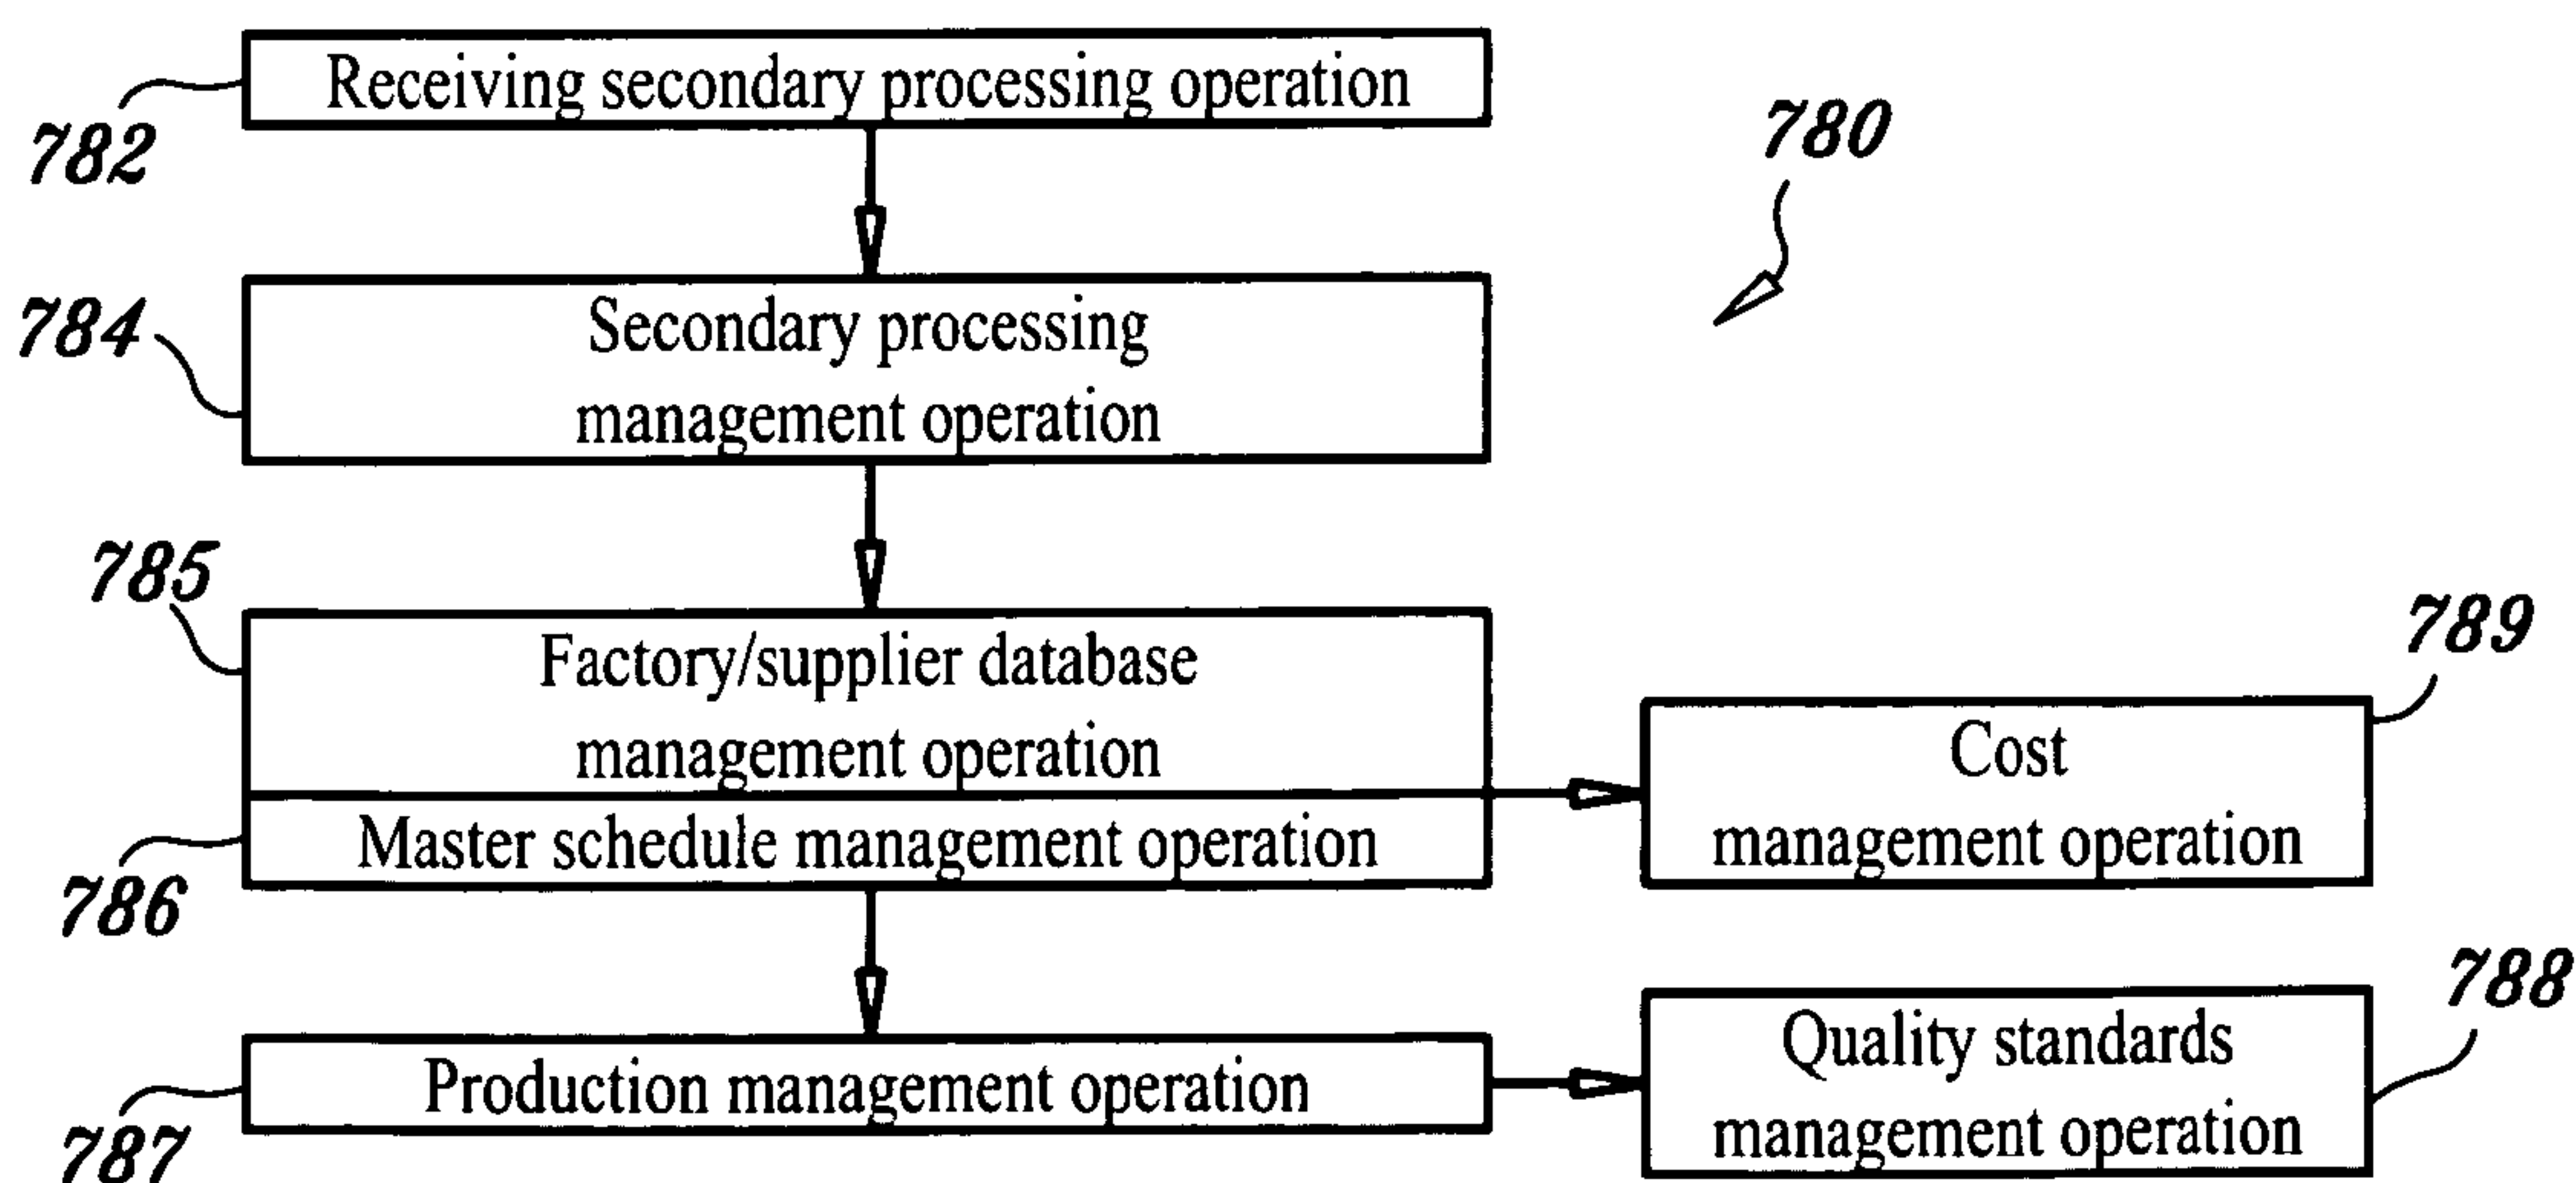 Receiving secondary processing operation
782
780
Secondary processing
management operation
784
785
Factory/supplier database
management operation
789
Cost
management operation
Master schedule management operation
786
788
Quality standards
management operation
Production management operation
787